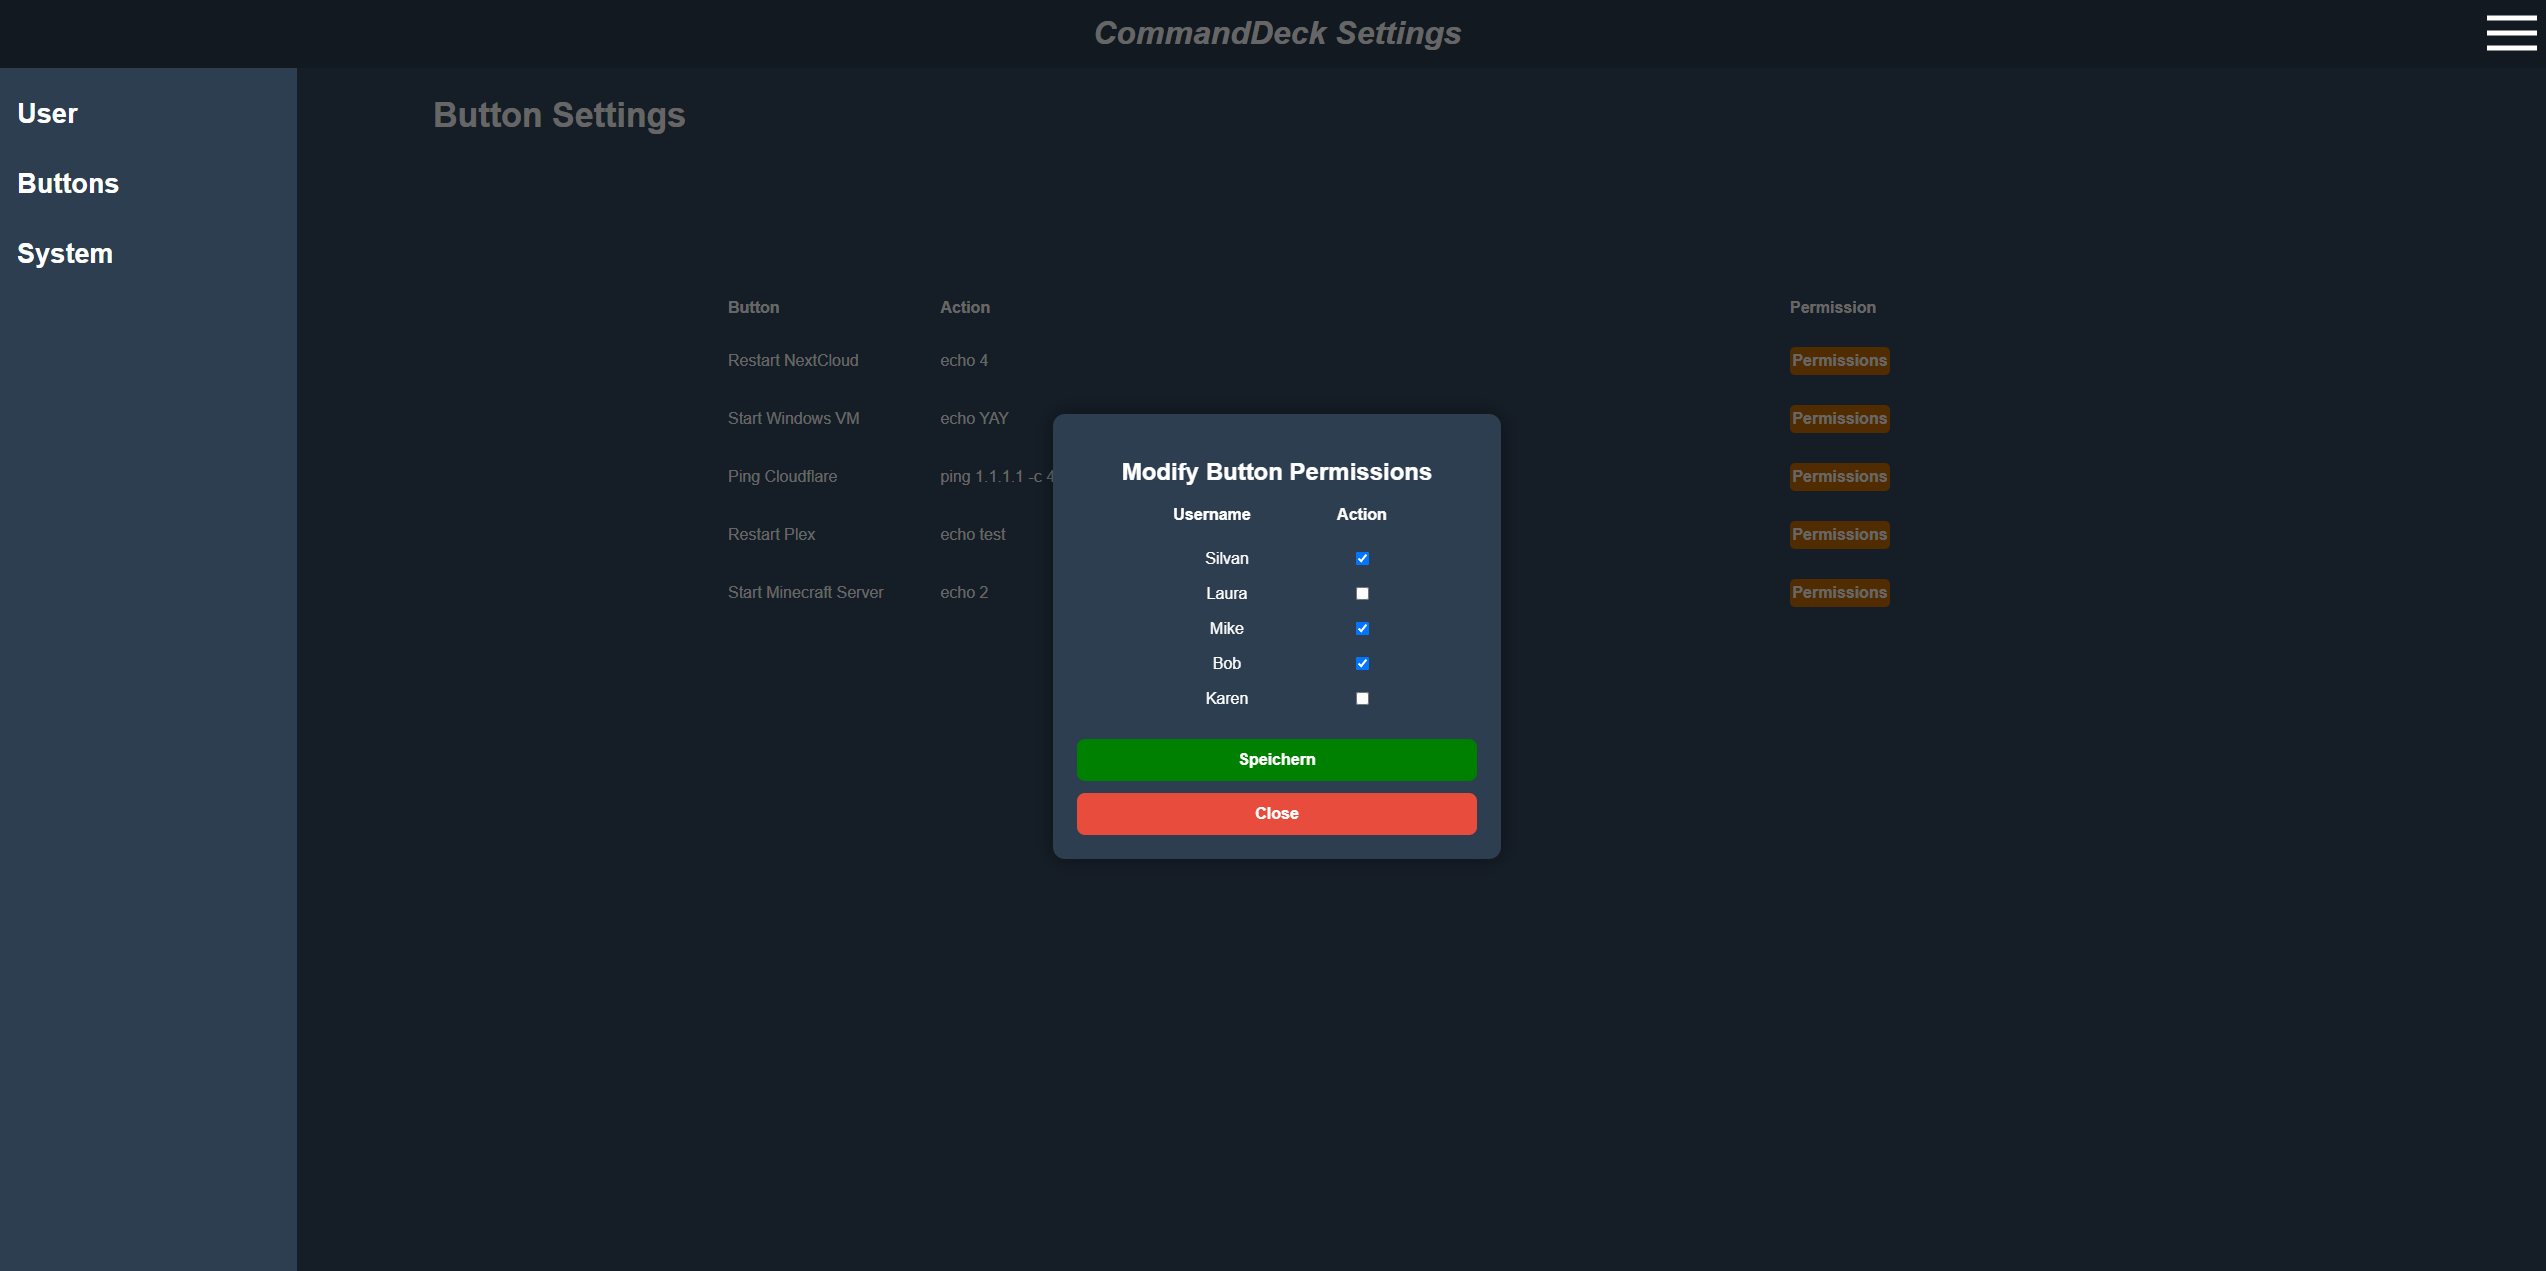 CommandDeck Settings
User
Buttons
System
Button Settings
Button Action Permission
Restart NextCloud echo 4 Permissions
Start Windows VM echo YAY Permissions
Ping Cloudflare ping 1.1.1.1 -c 4 Permissions
Restart Plex echo test Permissions
Start Minecraft Server echo 2 Permissions
Modify Button Permissions
Username Action
Silvan
Laura
Mike
Bob
Karen
Speichern
Close